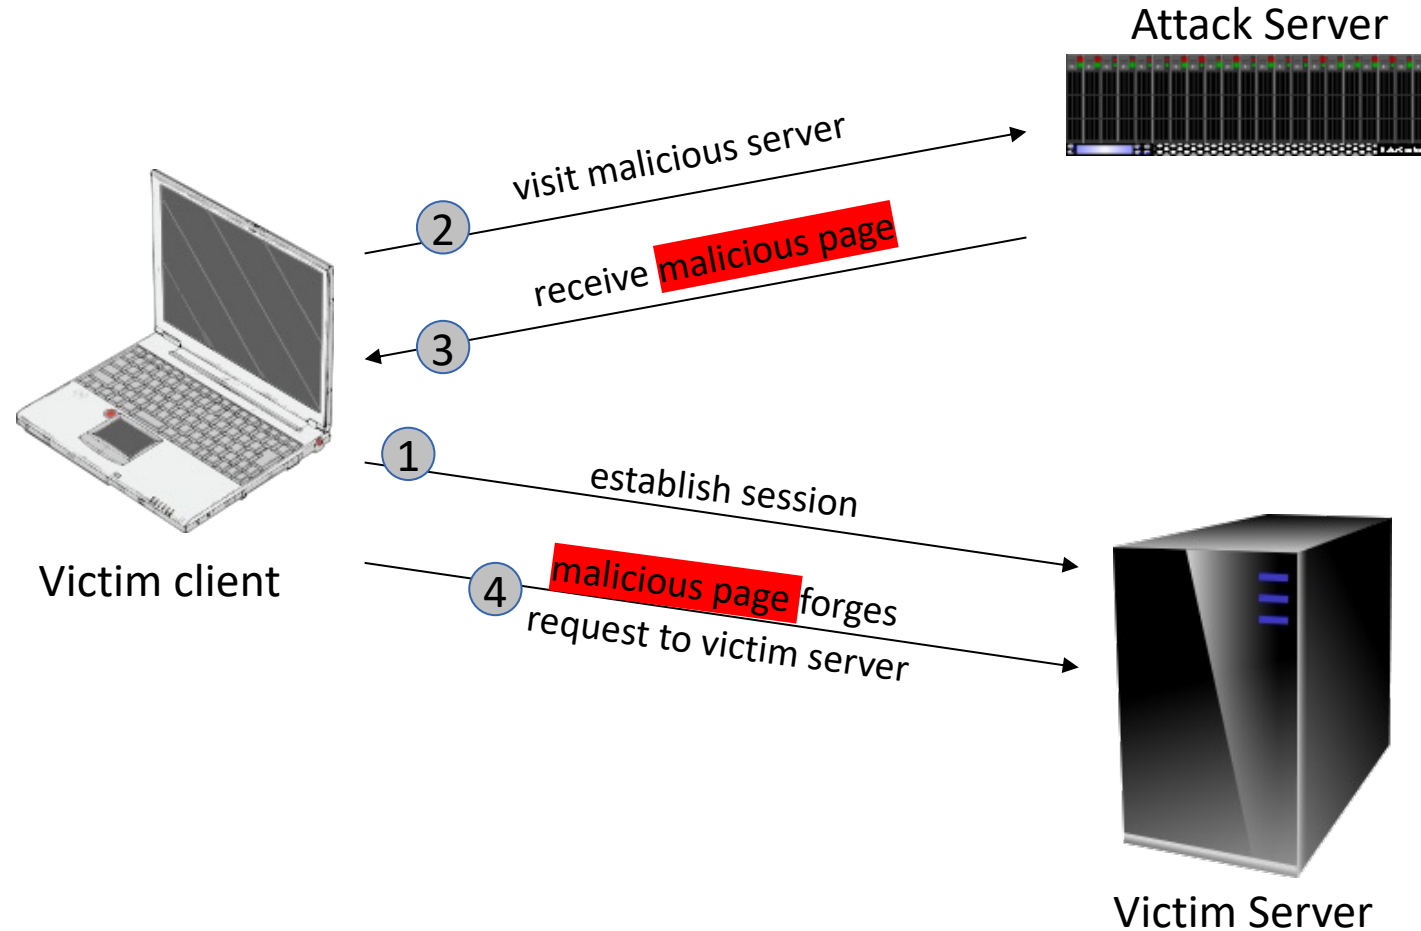 Attack Server
visit malicious server
2
receive malicious page
3
1
establish session
Victim client
4
malicious page forges
request to victim server
Victim Server